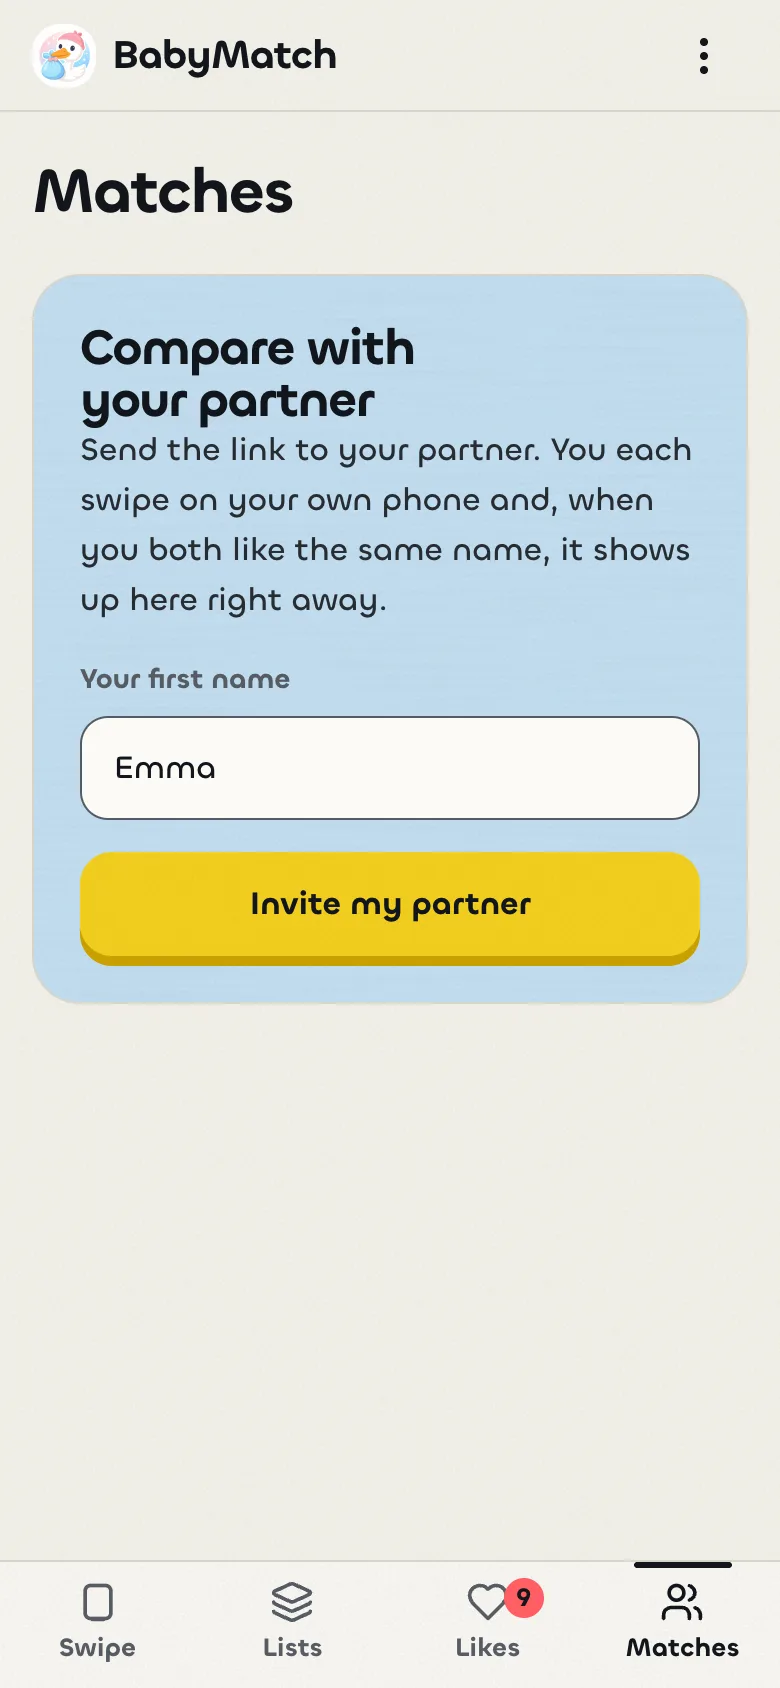 BabyMatch
Matches
Compare with
your partner
Send the link to your partner. You each
swipe on your own phone and, when
you both like the same name, it shows
up here right away.
Your first name
Emma
Invite my partner
9
Swipe
Lists
Likes
Matches